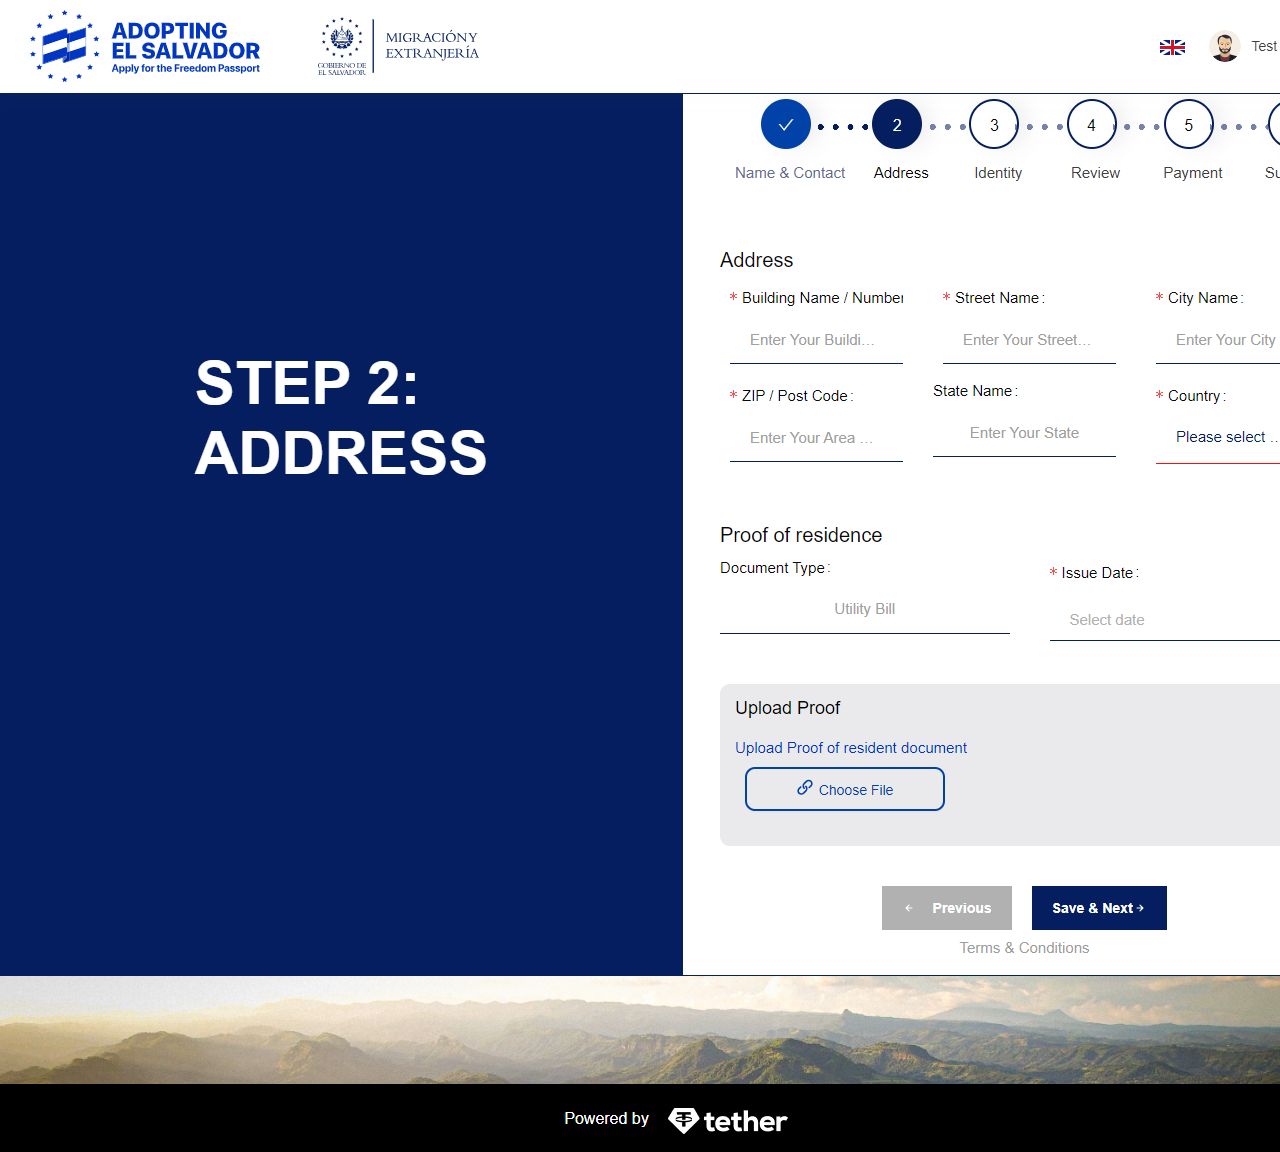 ADOPTING
EL SALVADOR
Apply for the Freedom Passport
GOBIERNO DE
EL SALVADOR
MIGRACIÓN Y
EXTRANJERÍA
Test
2
3
4
5
Name & Contact
Address
Identity
Review
Payment
Su
STEP 2:
ADDRESS
Address
* Building Name / Number
* Street Name :
* City Name :
Enter Your Buildi...
Enter Your Street...
Enter Your City
* ZIP / Post Code :
State Name :
* Country :
Enter Your Area ...
Enter Your State
Please select ...
Proof of residence
Document Type :
* Issue Date :
Utility Bill
Select date
Upload Proof
Upload Proof of resident document
Choose File
Previous
Save & Next
Terms & Conditions
Powered by tether